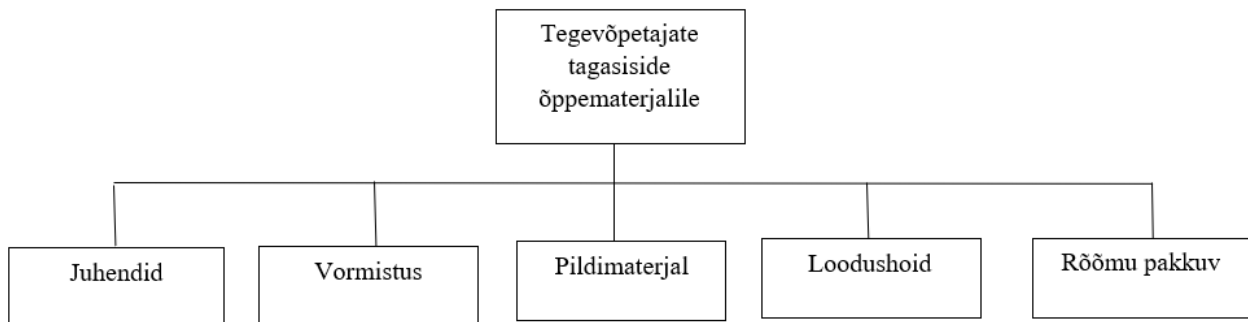 Tegevõpetajate
tagasiside
õppematerjalile
Juhendid
Vormistus
Pildimaterjal
Loodushoid
Rõõmu pakkuv